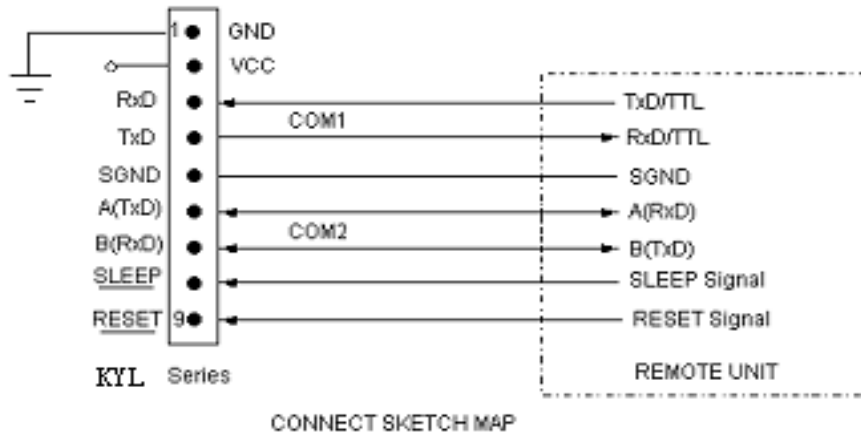 1 GND
VCC
RxD COM1 TxD/TTL
TxD RxD/TTL
SGND SGND
A(TxD) COM2 A(RxD)
B(RxD) B(TxD)
SLEEP SLEEP Signal
RESET 9 RESET Signal
KYL Series REMOTE UNIT
CONNECT SKETCH MAP